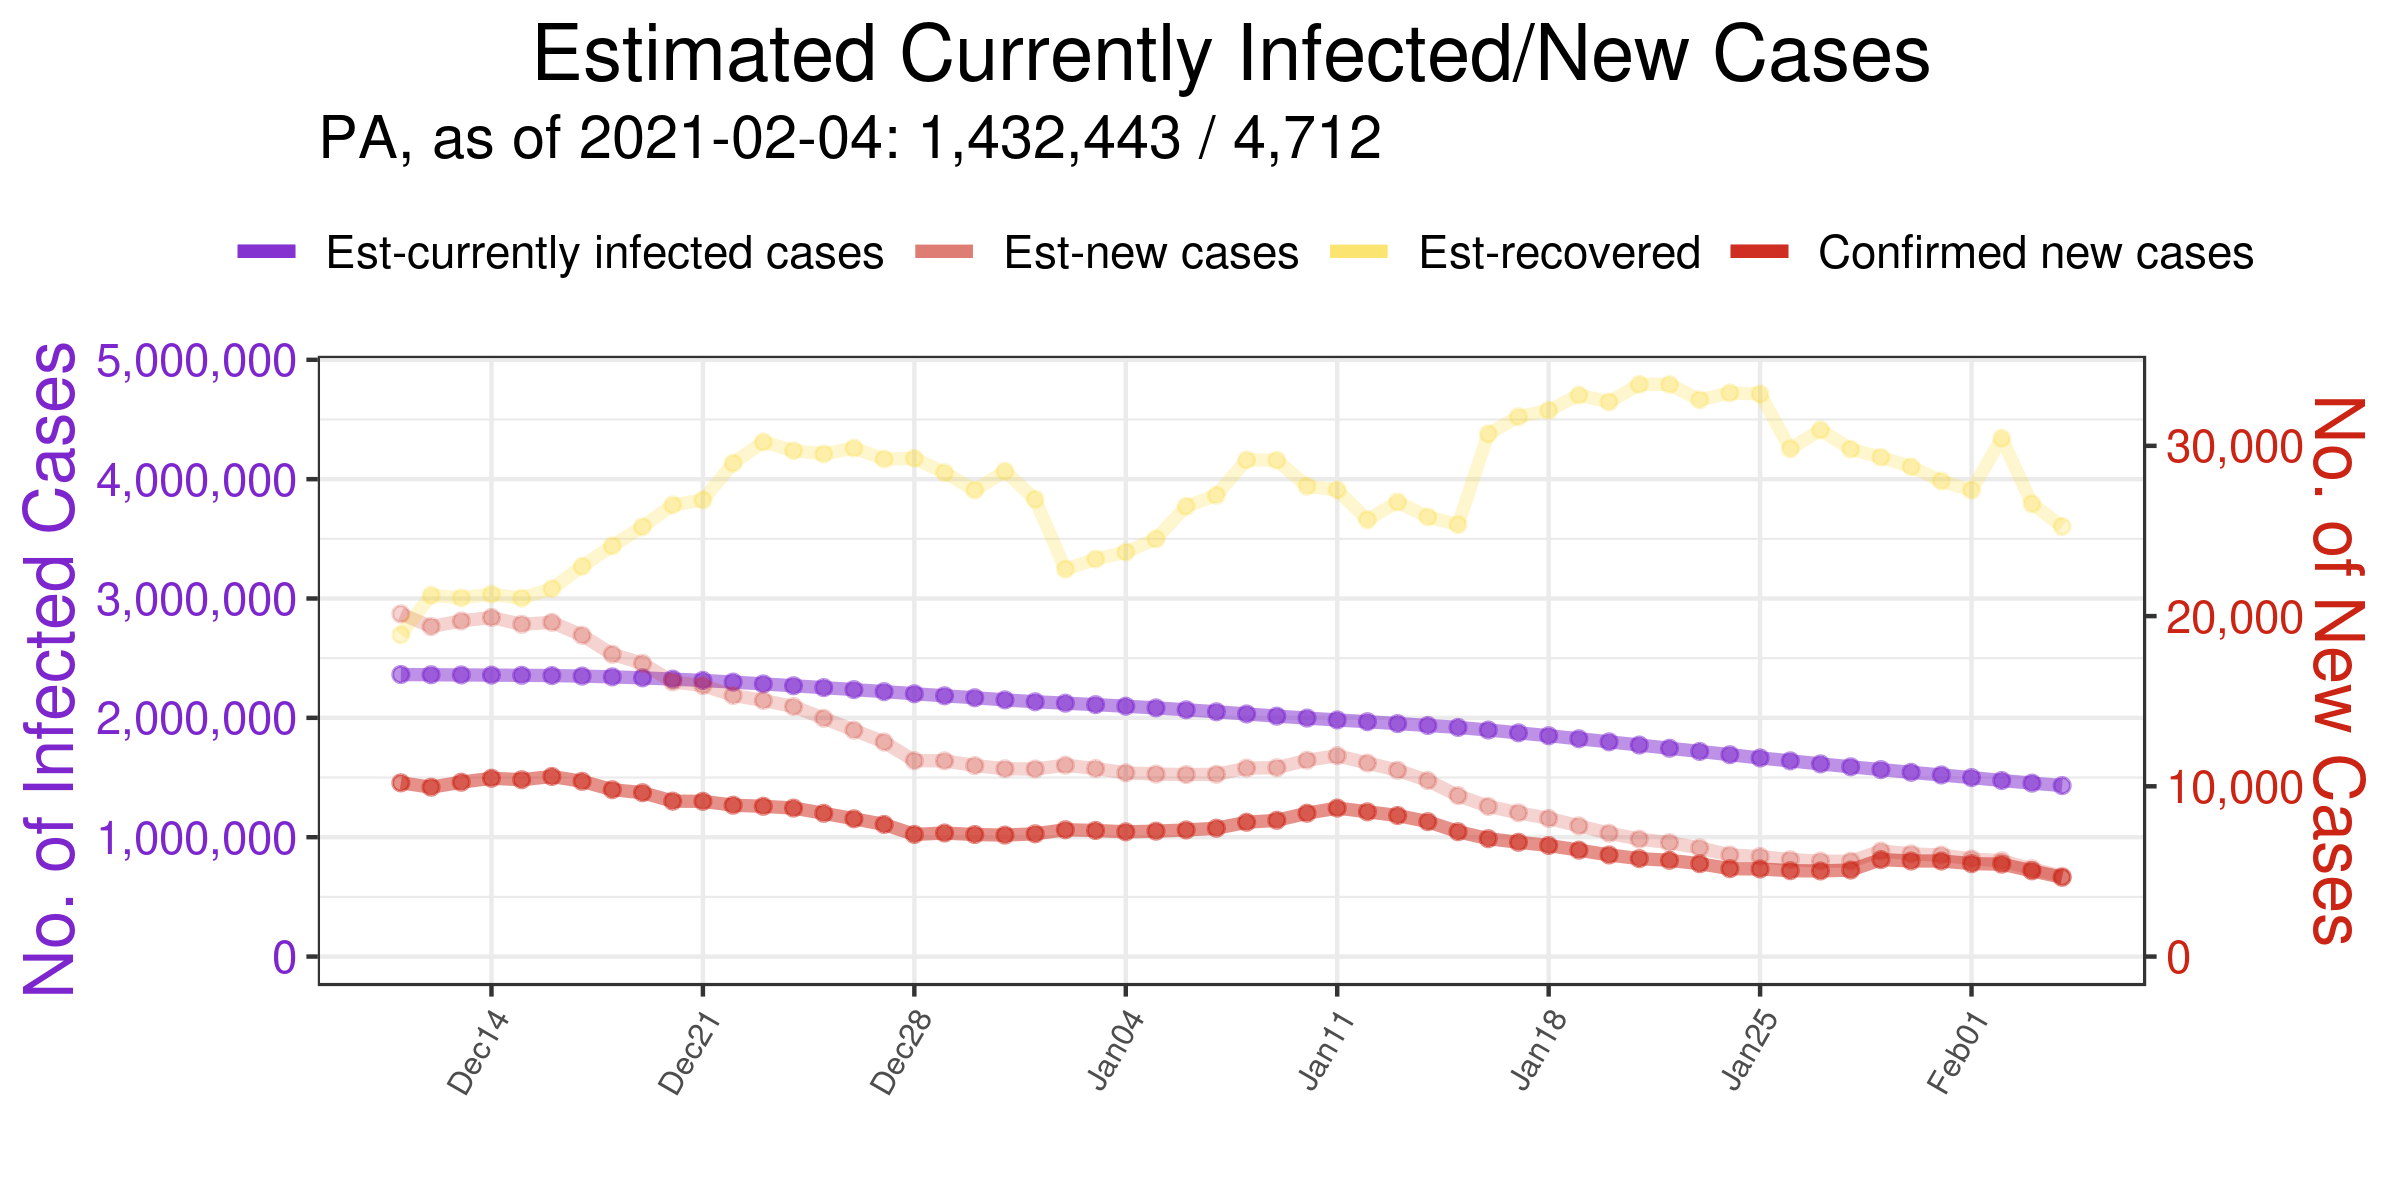 Estimated Currently Infected/New Cases
PA, as of 2021-02-04: 1,432,443 / 4,712
Est-currently infected cases Est-new cases Est-recovered Confirmed new cases
No. of Infected Cases
5,000,000
4,000,000
3,000,000
2,000,000
1,000,000
0
30,000
20,000
10,000
0
No. of New Cases
Dec14 Dec21 Dec28 Jan04 Jan11 Jan18 Jan25 Feb01